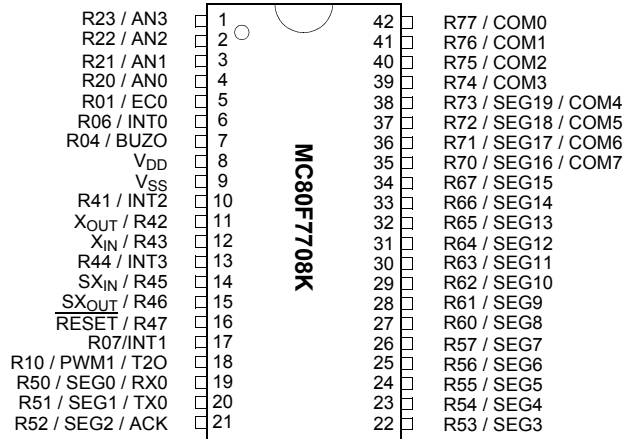 R23 / AN3 1 42 R77 / COM0
R22 / AN2 2 41 R76 / COM1
R21 / AN1 3 40 R75 / COM2
R20 / AN0 4 39 R74 / COM3
R01 / EC0 5 38 R73 / SEG19 / COM4
R06 / INT0 6 37 R72 / SEG18 / COM5
R04 / BUZO 7 36 R71 / SEG17 / COM6
VDD 8 35 R70 / SEG16 / COM7
VSS 9 34 R67 / SEG15
R41 / INT2 10 33 R66 / SEG14
XOUT / R42 11 32 R65 / SEG13
XIN / R43 12 31 R64 / SEG12
R44 / INT3 13 30 R63 / SEG11
SXIN / R45 14 29 R62 / SEG10
SXOUT / R46 15 28 R61 / SEG9
RESET / R47 16 27 R60 / SEG8
R07/INT1 17 26 R57 / SEG7
R10 / PWM1 / T2O 18 25 R56 / SEG6
R50 / SEG0 / RX0 19 24 R55 / SEG5
R51 / SEG1 / TX0 20 23 R54 / SEG4
R52 / SEG2 / ACK 21 22 R53 / SEG3
MC80F7708K